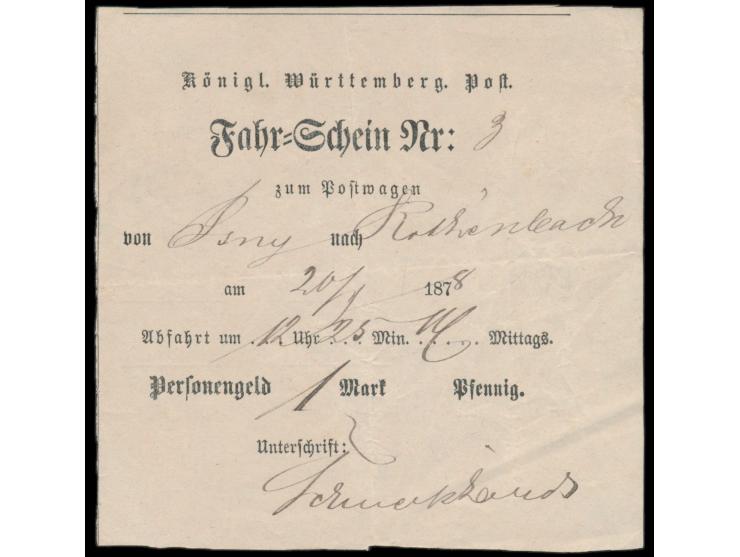 Königl. Württemberg. Post.
Fahr-Schein Nr: 3
zum Postwagen
von Isny nach Röthenbach
am 20/ 1878
Abfahrt um 12 Uhr 25 Min. Mittags.
Personengeld 1 Mark Pfennig.
Unterschrift: